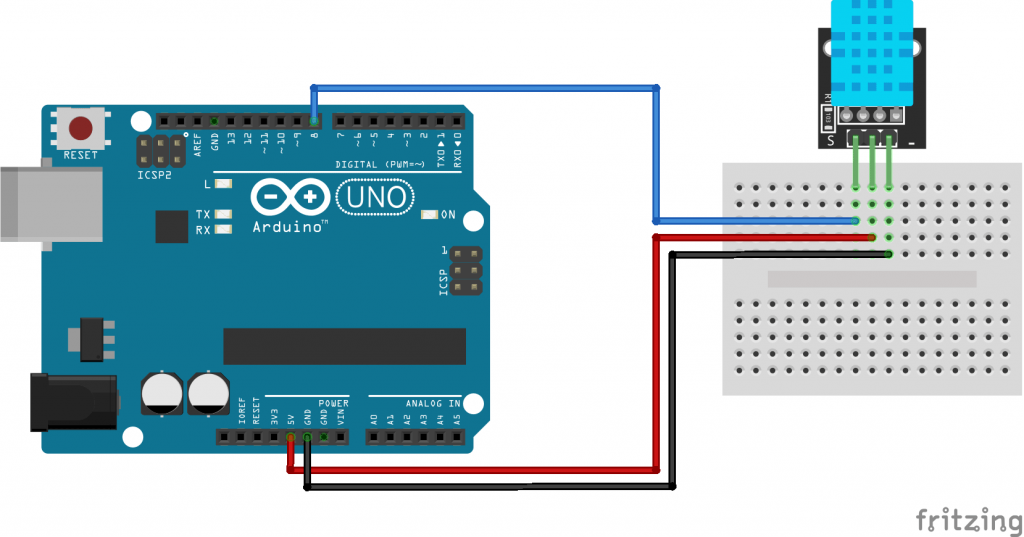 RESET
ICSP2
AREF
GND
13
12
~11
~10
~9
8
7
~6
~5
4
~3
2
TX0▶1
RX0◀0
DIGITAL (PWM=~)
L
TX
RX
Arduino™
UNO
ON
1
ICSP
IOREF
RESET
3V3
5V
GND
GND
VIN
POWER
ANALOG IN
A0
A1
A2
A3
A4
A5
S
-
fritzing